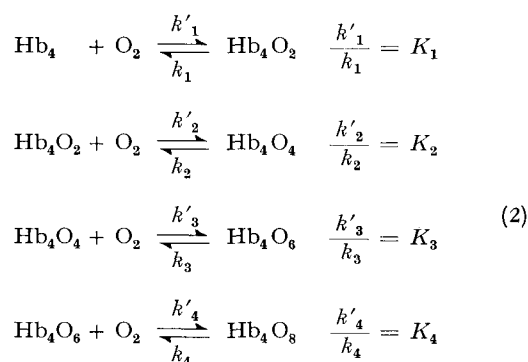 Hb₄ + O₂ ⇌ Hb₄O₂ k'₁ / k₁ = K₁
k'₁
k₁
Hb₄O₂ + O₂ ⇌ Hb₄O₄ k'₂ / k₂ = K₂
k'₂
k₂
(2)
Hb₄O₄ + O₂ ⇌ Hb₄O₆ k'₃ / k₃ = K₃
k'₃
k₃
Hb₄O₆ + O₂ ⇌ Hb₄O₈ k'₄ / k₄ = K₄
k'₄
k₄